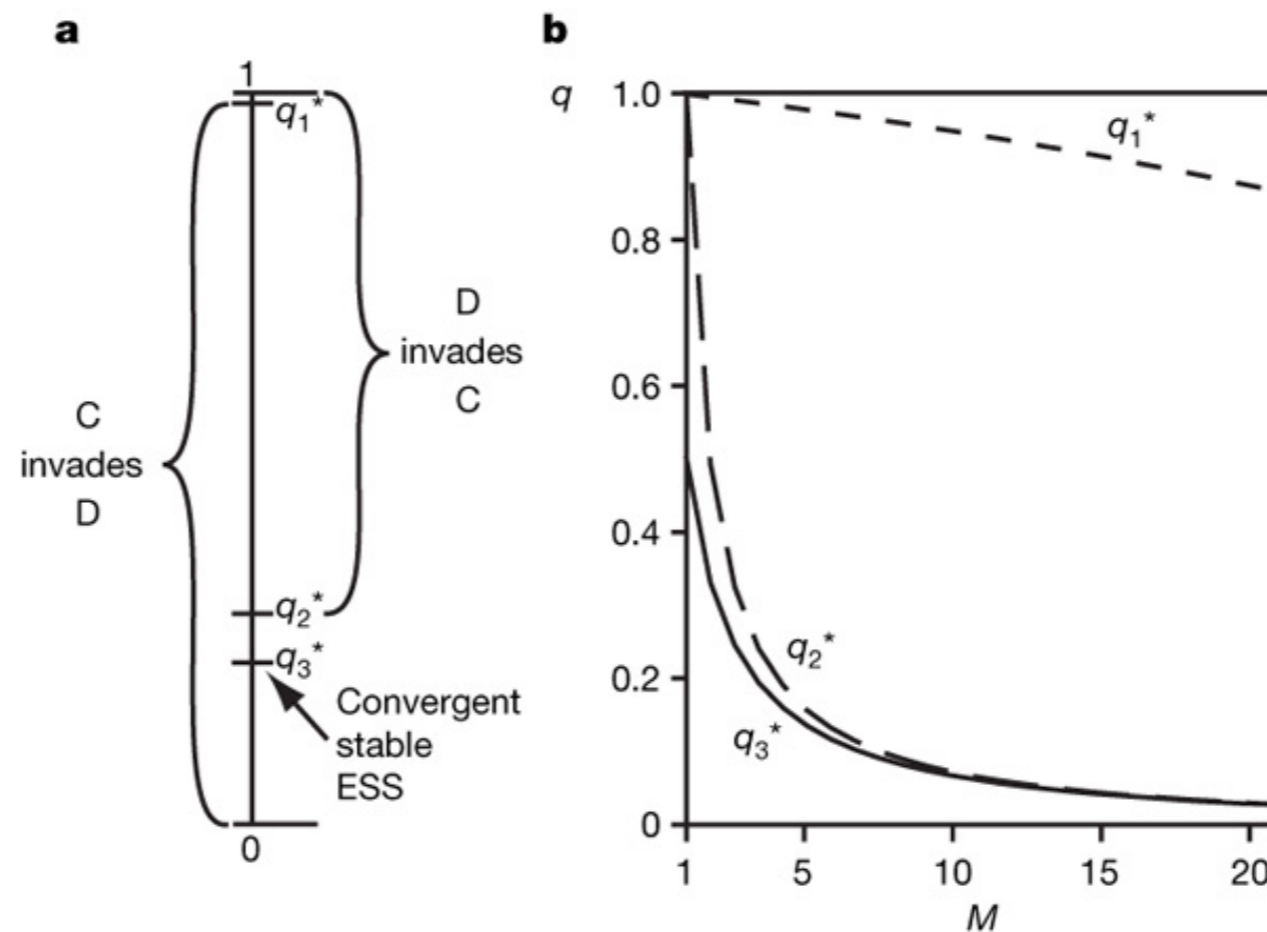 a
1
q1*
D
invades
C
C
invades
D
q2*
q3*
Convergent
stable
ESS
0
b
q
1.0
q1*
0.8
0.6
0.4
q2*
0.2
q3*
0
1
5
10
15
20
M